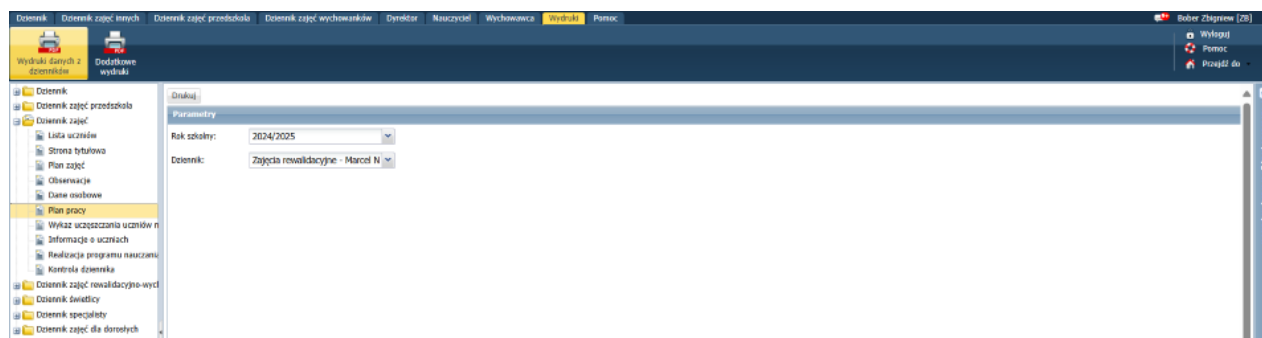 Dziennik Dziennik zajęć innych Dziennik zajęć przedszkola Dziennik zajęć wychowanków Dyrektor Nauczyciel Wychowawca Wydruki Pomoc Bober Zbigniew [ZB]
Wyloguj
Pomoc
Przejdź do
Wydruki danych z dzienników
Dodatkowe wydruki
Dziennik
Dziennik zajęć przedszkola
Dziennik zajęć
Lista uczniów
Strona tytułowa
Plan zajęć
Obserwacje
Dane osobowe
Plan pracy
Wykaz uczęszczania uczniów n
Informacje o uczniach
Realizacja programu nauczania
Kontrola dziennika
Dziennik zajęć rewalidacyjno-wych
Dziennik świetlicy
Dziennik specjalisty
Dziennik zajęć dla dorosłych
Drukuj
Parametry
Rok szkolny: 2024/2025
Dziennik: Zajęcia rewalidacyjne - Marcel N